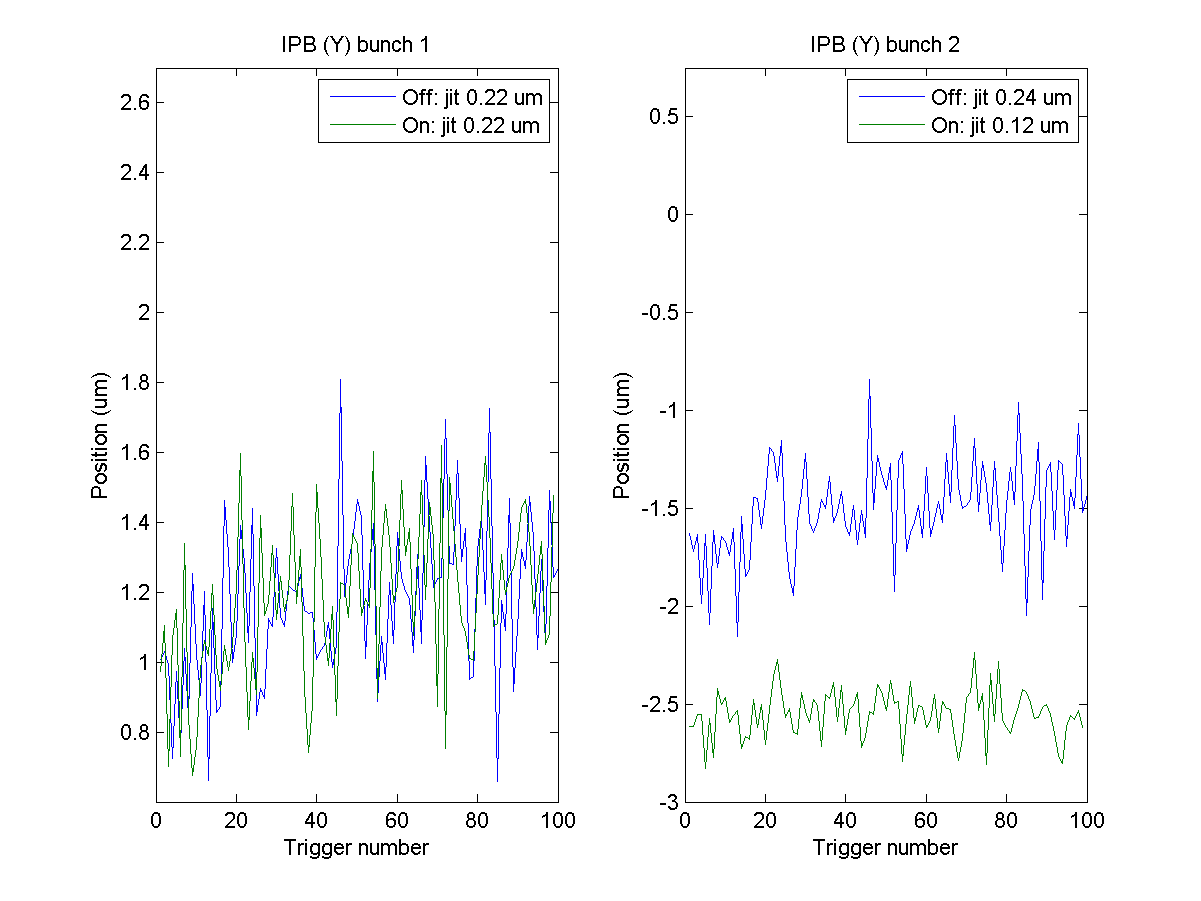 IPB (Y) bunch 1
Off: jit 0.22 um
On: jit 0.22 um
2.6
2.4
2.2
2
1.8
1.6
1.4
1.2
1
0.8
Position (um)
0 20 40 60 80 100
Trigger number
IPB (Y) bunch 2
Off: jit 0.24 um
On: jit 0.12 um
0.5
0
-0.5
-1
-1.5
-2
-2.5
-3
Position (um)
0 20 40 60 80 100
Trigger number